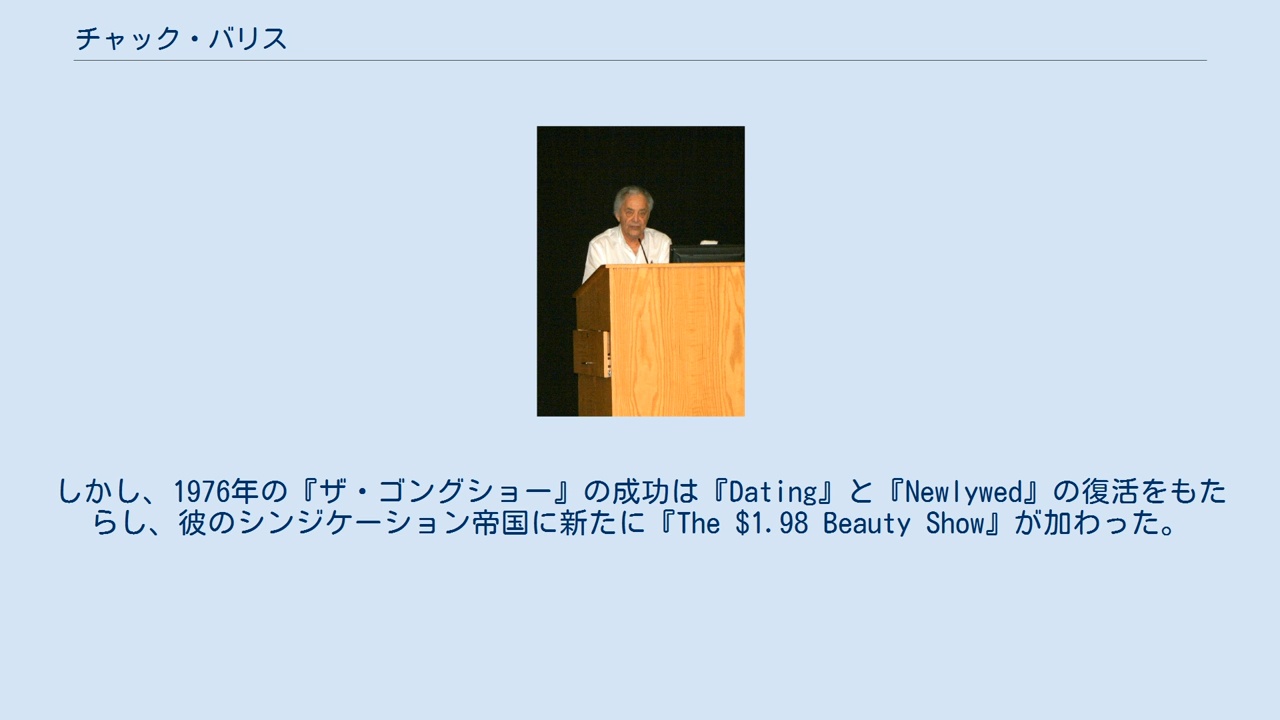 チャック・バリス
しかし、1976年の『ザ・ゴングショー』の成功は『Dating』と『Newlywed』の復活をもた
らし、彼のシンジケーション帝国に新たに『The $1.98 Beauty Show』が加わった。